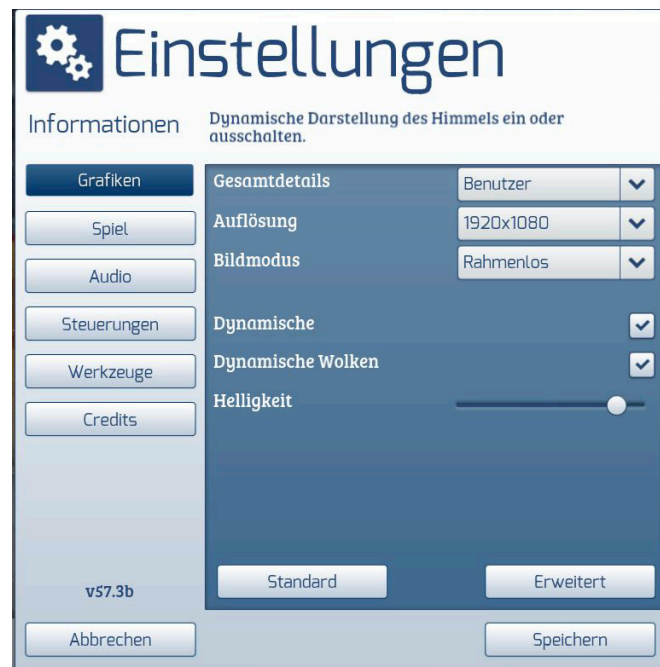 Einstellungen
Informationen
Dynamische Darstellung des Himmels ein oder
ausschalten.
Grafiken
Spiel
Audio
Steuerungen
Werkzeuge
Credits
v57.3b
Gesamtdetails
Benutzer
Auflösung
1920x1080
Bildmodus
Rahmenlos
Dynamische
Dynamische Wolken
Helligkeit
Standard
Erweitert
Abbrechen
Speichern